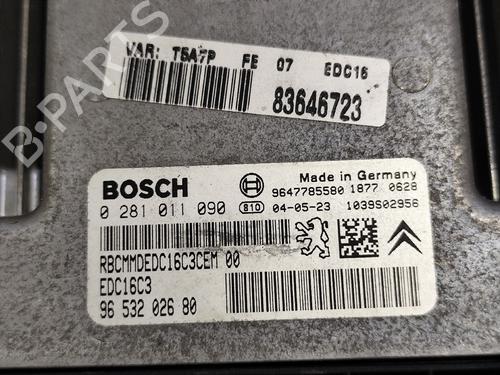 VAR: T5A7P FE 07 EDC16
83646723
BOSCH
Made in Germany
9647785580 1877 0628
0 281 011 090 810 04-05-23 1039S02956
RBCMMDEDC16C3CEM 00
EDC16C3
96 532 026 80
B-PARTS